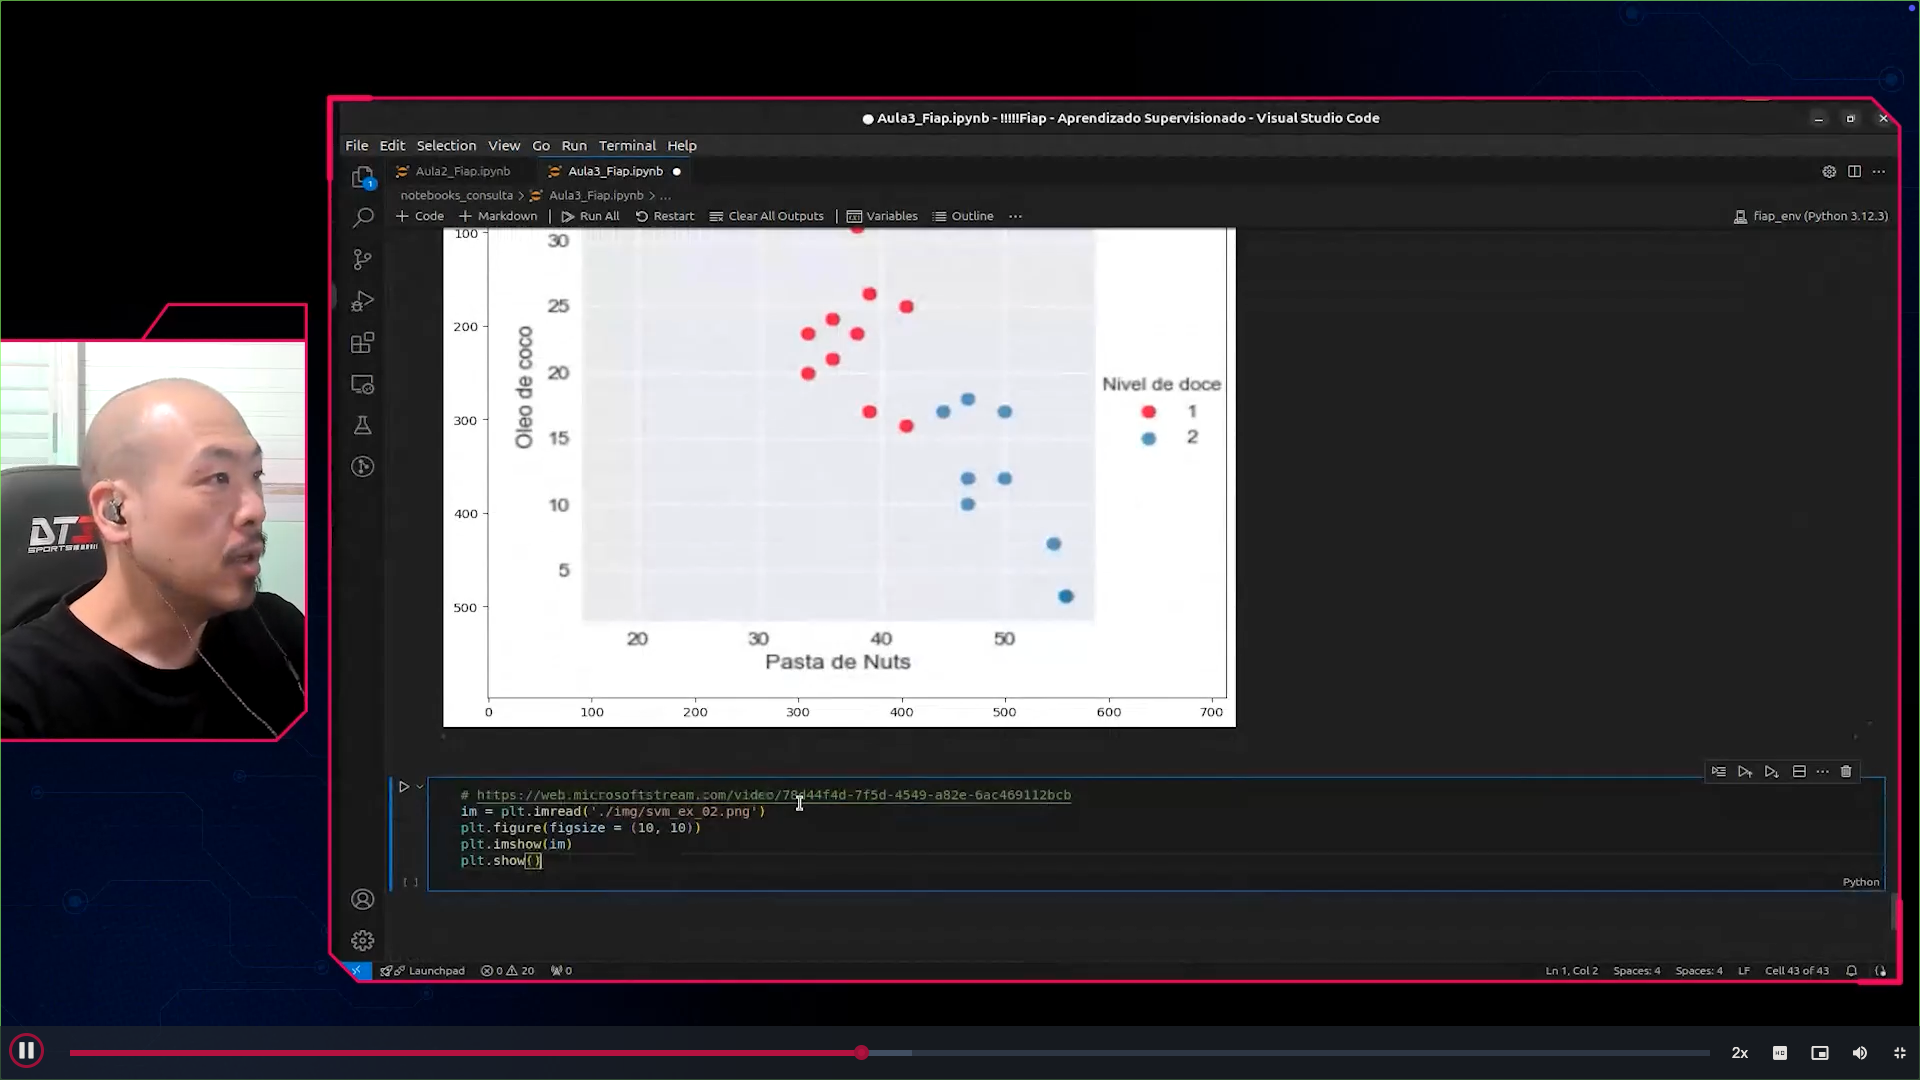 Aula3_Fiap.ipynb - !!!!!Fiap - Aprendizado Supervisionado - Visual Studio Code
File Edit Selection View Go Run Terminal Help
1
Aula2_Fiap.ipynb
Aula3_Fiap.ipynb
notebooks_consulta > Aula3_Fiap.ipynb > ...
+ Code + Markdown Run All Restart Clear All Outputs Variables Outline ...
fiap_env (Python 3.12.3)
100
200
300
400
500
30
25
20
15
10
5
Oleo de coco
Nivel de doce
1
2
20 30 40 50
Pasta de Nuts
0 100 200 300 400 500 600 700
DT3
SPORTS
# https://web.microsoftstream.com/video/78d44f4d-7f5d-4549-a82e-6ac469112bcb
im = plt.imread('./img/svm_ex_02.png')
plt.figure(figsize = (10, 10))
plt.imshow(im)
plt.show()
[ ]
Python
Launchpad 0 20 0
Ln 1, Col 2 Spaces: 4 Spaces: 4 LF Cell 43 of 43
2x
HD